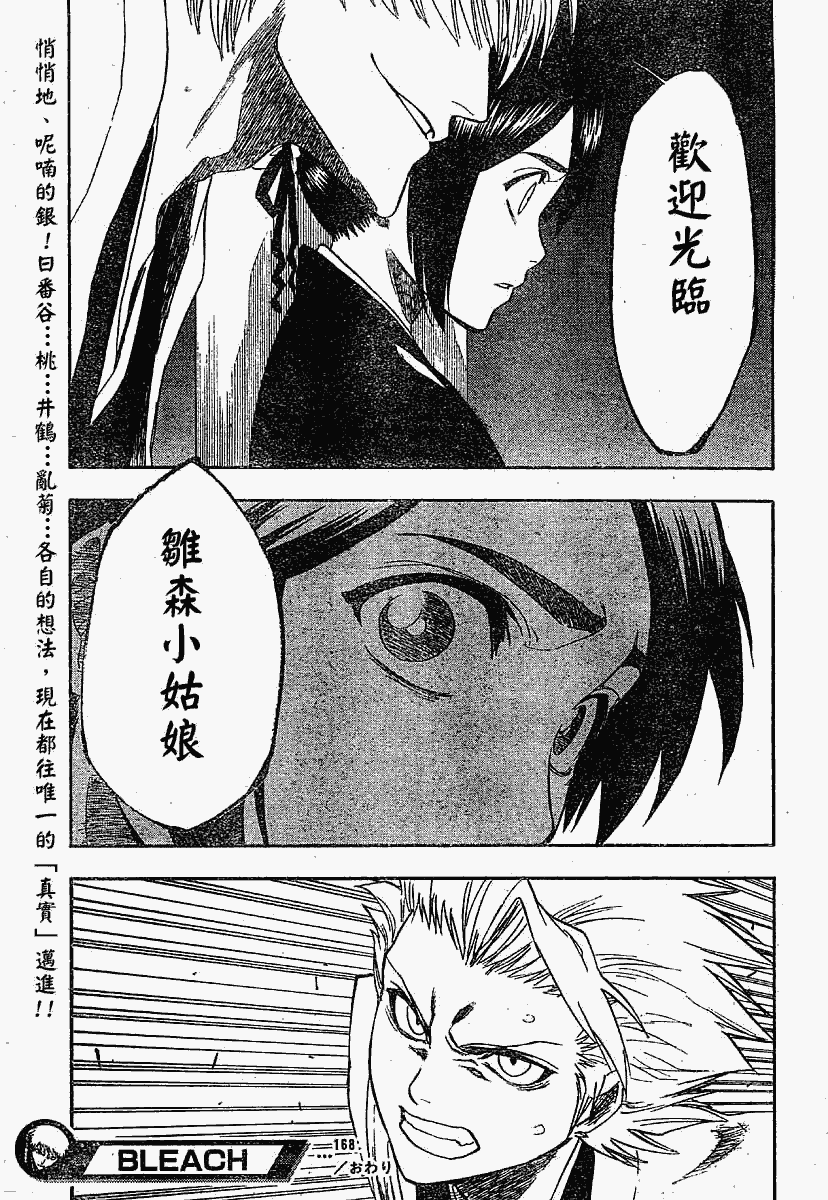 歡迎光臨
雛森小姑娘
悄悄地、呢喃的銀!日番谷…桃…井鶴…亂菊…各自的想法,現在都往唯一的「真實」邁進!!
BLEACH
168.
…／おわり